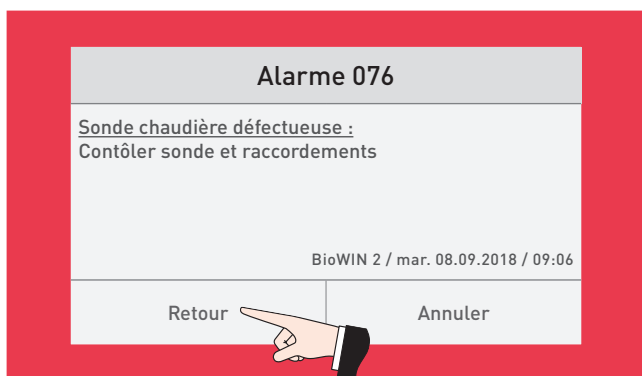 Alarme 076
Sonde chaudière défectueuse :
Contôler sonde et raccordements
BioWIN 2 / mar. 08.09.2018 / 09:06
Retour
Annuler